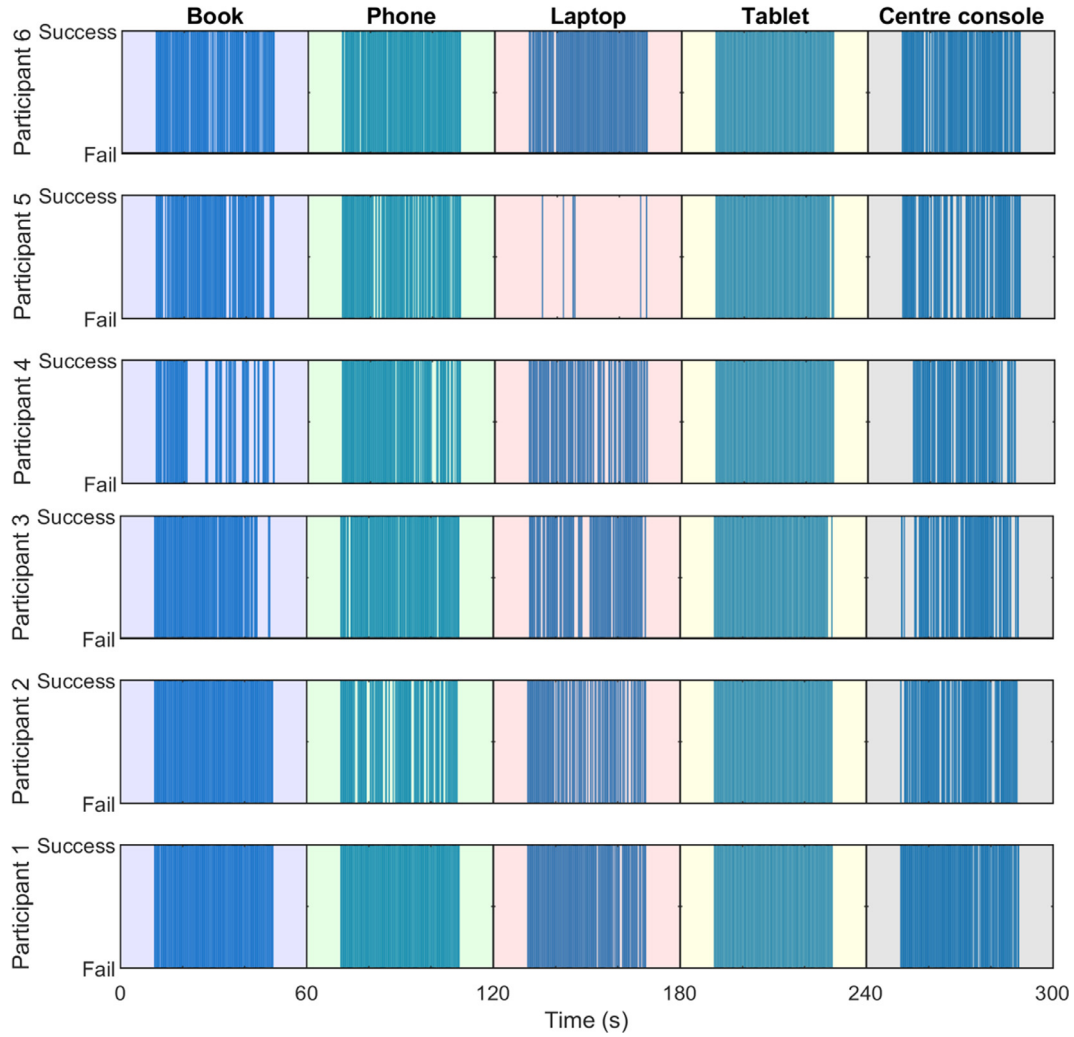 Book Phone Laptop Tablet Centre console
Participant 6
Success
Fail
Participant 5
Success
Fail
Participant 4
Success
Fail
Participant 3
Success
Fail
Participant 2
Success
Fail
Participant 1
Success
Fail
0 60 120 180 240 300
Time (s)